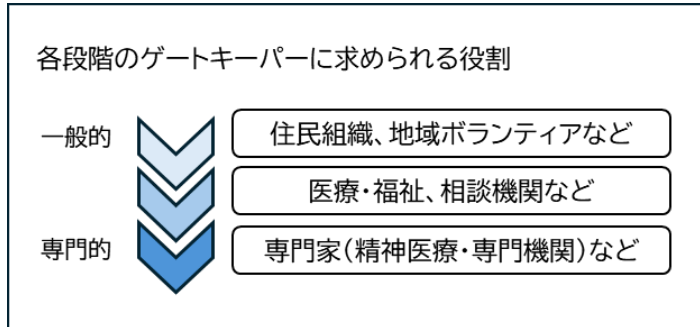 各段階のゲートキーパーに求められる役割
一般的
住民組織、地域ボランティアなど
医療・福祉、相談機関など
専門的
専門家(精神医療・専門機関)など